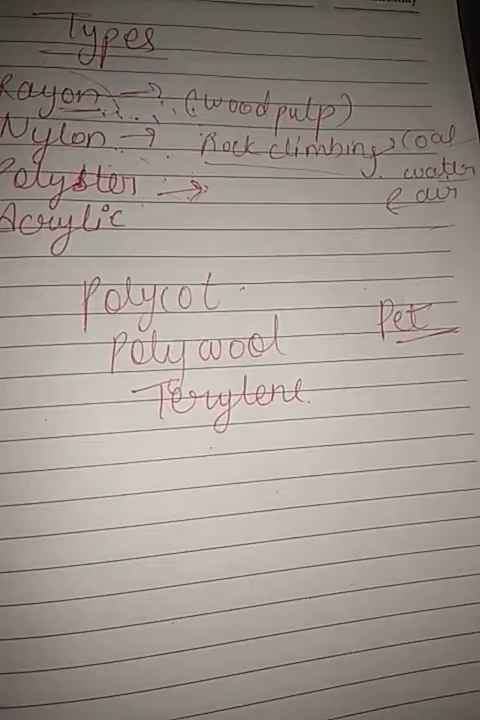 Types
Rayon → (wood pulp)
Nylon → Rock climbing, Coal
water
& air
Polyster →
Acrylic
Polycot
Pet
Polywool
Terylene.